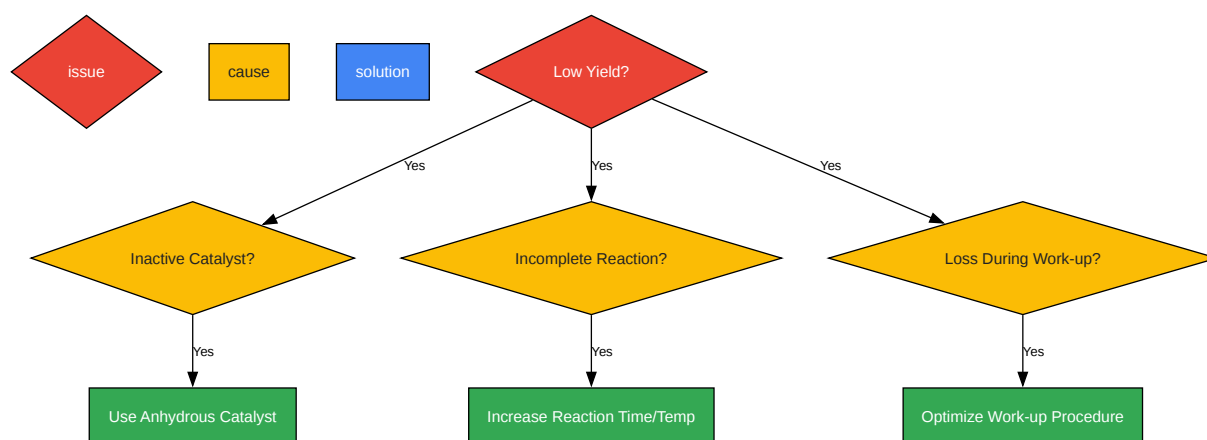 issue
cause
solution
Low Yield?
Yes
Yes
Yes
Inactive Catalyst?
Incomplete Reaction?
Loss During Work-up?
Yes
Yes
Yes
Use Anhydrous Catalyst
Increase Reaction Time/Temp
Optimize Work-up Procedure